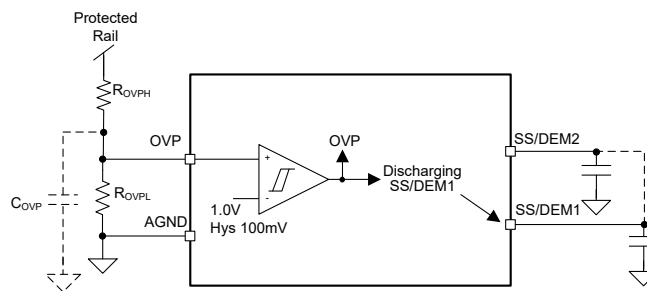 Protected
Rail
R_OVPH
OVP
OVP
SS/DEM2
Discharging
SS/DEM1
C_OVP
R_OVPL
+
-
1.0V
Hys 100mV
AGND
SS/DEM1